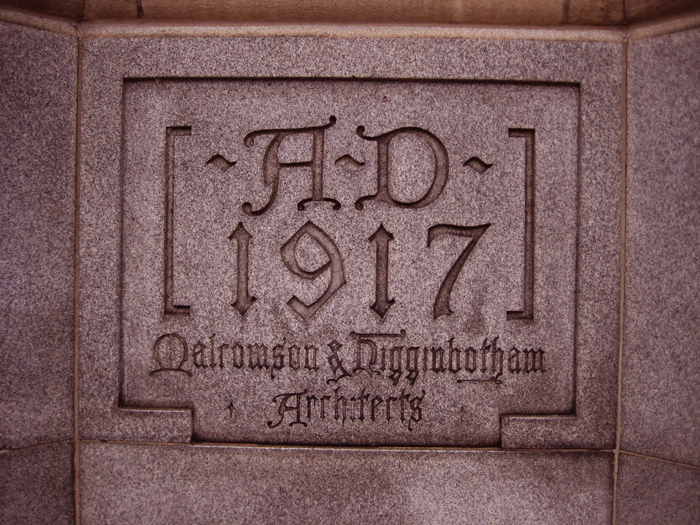 ~A~D~
1917
Malcomson & Higginbotham
Architects